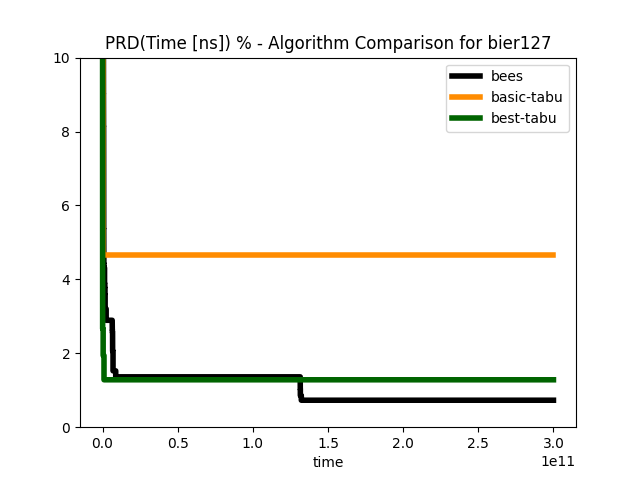 PRD(Time [ns]) % - Algorithm Comparison for bier127
bees
basic-tabu
best-tabu
10
8
6
4
2
0
0.0 0.5 1.0 1.5 2.0 2.5 3.0
1e11
time